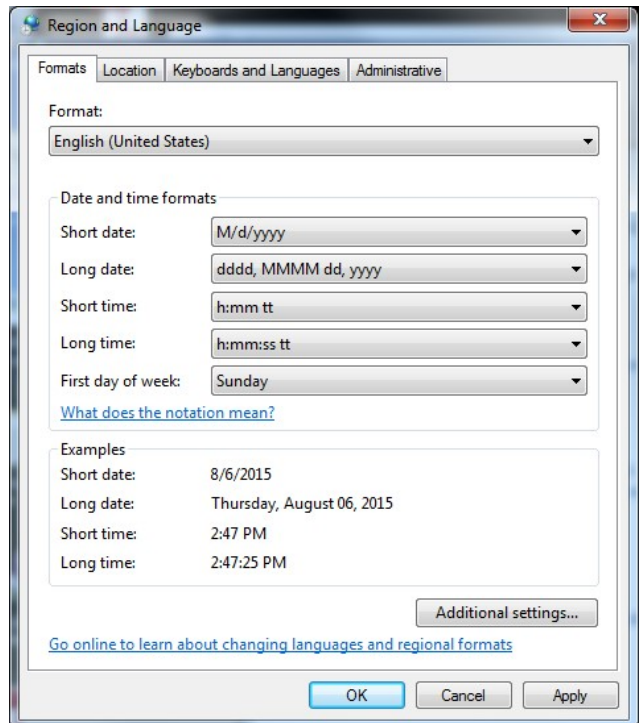 Region and Language
Formats Location Keyboards and Languages Administrative
Format:
English (United States)
Date and time formats
Short date: M/d/yyyy
Long date: dddd, MMMM dd, yyyy
Short time: h:mm tt
Long time: h:mm:ss tt
First day of week: Sunday
What does the notation mean?
Examples
Short date: 8/6/2015
Long date: Thursday, August 06, 2015
Short time: 2:47 PM
Long time: 2:47:25 PM
Additional settings...
Go online to learn about changing languages and regional formats
OK Cancel Apply